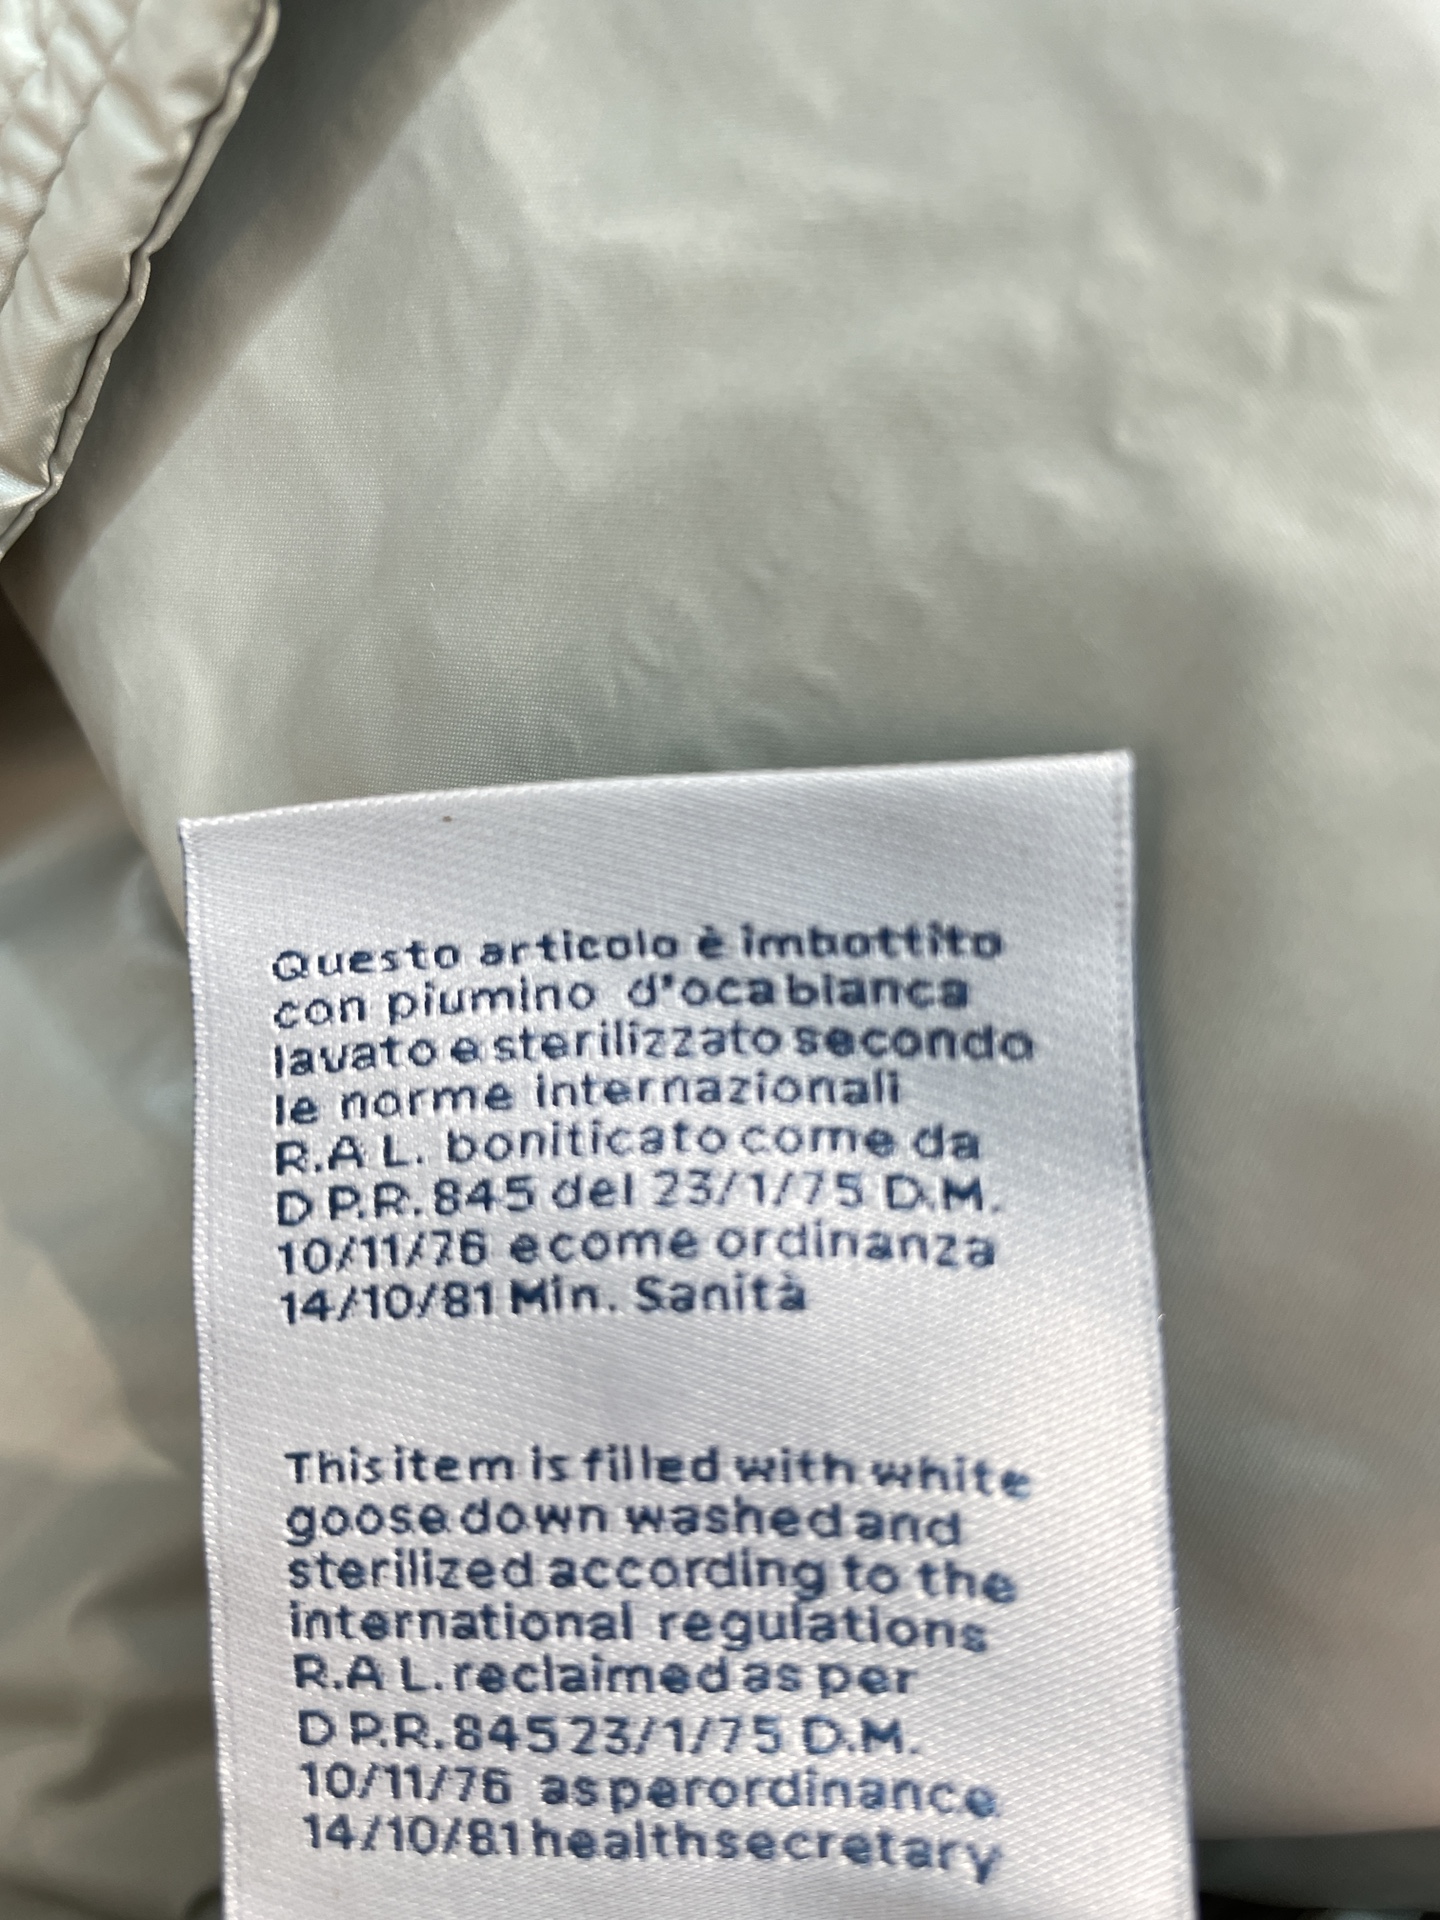 Questo articolo è imbottito
con piumino d'oca bianca
lavato e sterilizzato secondo
le norme internazionali
R.A L. boniticato come da
D P.R. 845 del 23/1/75 D.M.
10/11/76 e come ordinanza
14/10/81 Min. Sanità
This item is filled with white
goose down washed and
sterilized according to the
international regulations
R.A L. reclaimed as per
D P.R. 845 23/1/75 D.M.
10/11/76 as per ordinance
14/10/81 health secretary